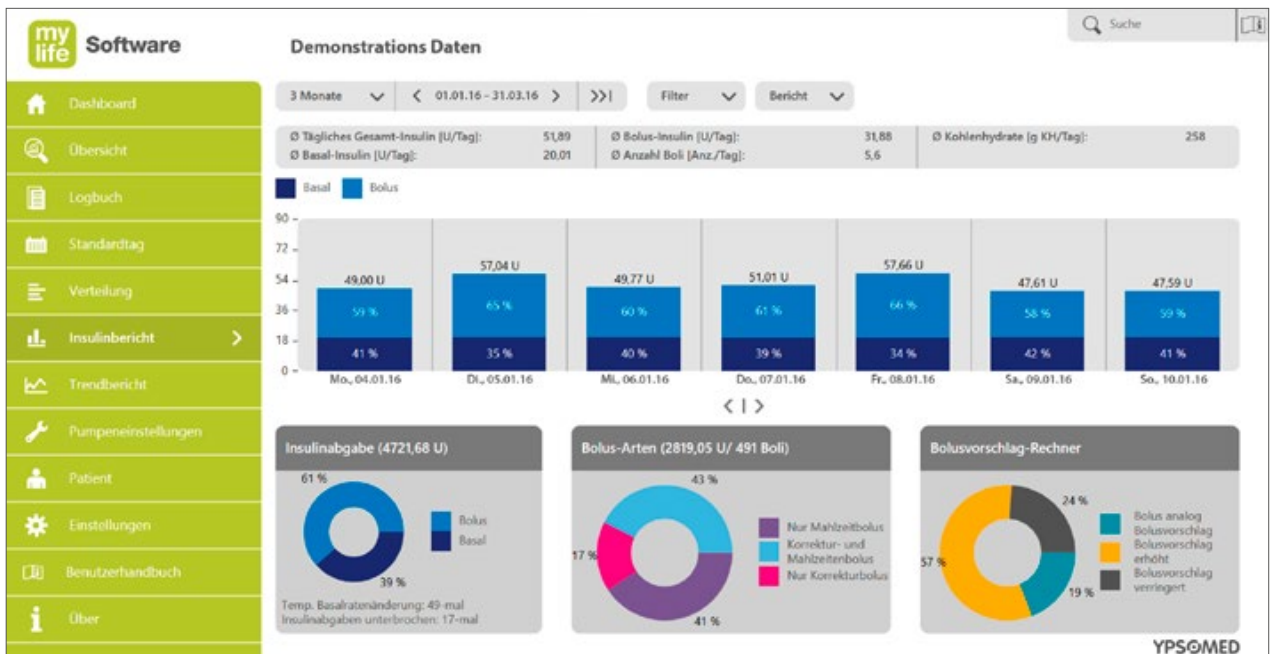 my life Software
Suche
Demonstrations Daten
Dashboard
Übersicht
Logbuch
Standardtag
Verteilung
Insulinbericht
Trendbericht
Pumpeneinstellungen
Patient
Einstellungen
Benutzerhandbuch
Über
3 Monate 01.01.16 - 31.03.16 Filter Bericht
Ø Tägliches Gesamt-Insulin [U/Tag]: 51,89 Ø Bolus-Insulin [U/Tag]: 31,88 Ø Kohlenhydrate [g KH/Tag]: 258
Ø Basal-Insulin [U/Tag]: 20,01 Ø Anzahl Boli [Anz./Tag]: 5,6
Basal Bolus
90
72
54
36
18
0
49,00 U 57,04 U 49,77 U 51,01 U 57,66 U 47,61 U 47,59 U
59 % 65 % 60 % 61 % 66 % 58 % 59 %
41 % 35 % 40 % 39 % 34 % 42 % 41 %
Mo., 04.01.16 Di., 05.01.16 Mi., 06.01.16 Do., 07.01.16 Fr., 08.01.16 Sa., 09.01.16 So., 10.01.16
Insulinabgabe (4721,68 U)
61 %
Bolus
Basal
39 %
Temp. Basalratenänderung: 49-mal
Insulinabgaben unterbrochen: 17-mal
Bolus-Arten (2819,05 U/ 491 Boli)
43 %
17 %
41 %
Nur Mahlzeitbolus
Korrektur- und
Mahlzeitenbolus
Nur Korrekturbolus
Bolusvorschlag-Rechner
24 %
57 %
19 %
Bolus analog
Bolusvorschlag
Bolusvorschlag
erhöht
Bolusvorschlag
verringert
YPSOMED